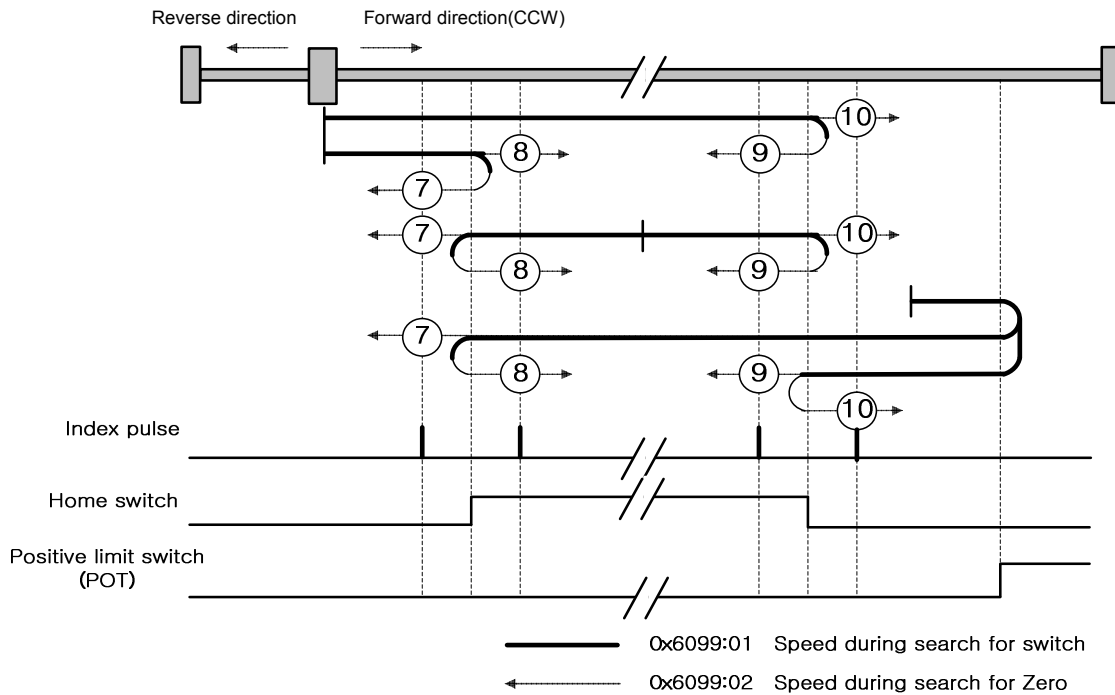 Reverse direction
Forward direction(CCW)
10
8
9
7
7
10
8
9
7
8
9
10
Index pulse
Home switch
Positive limit switch
(POT)
0x6099:01 Speed during search for switch
0x6099:02 Speed during search for Zero